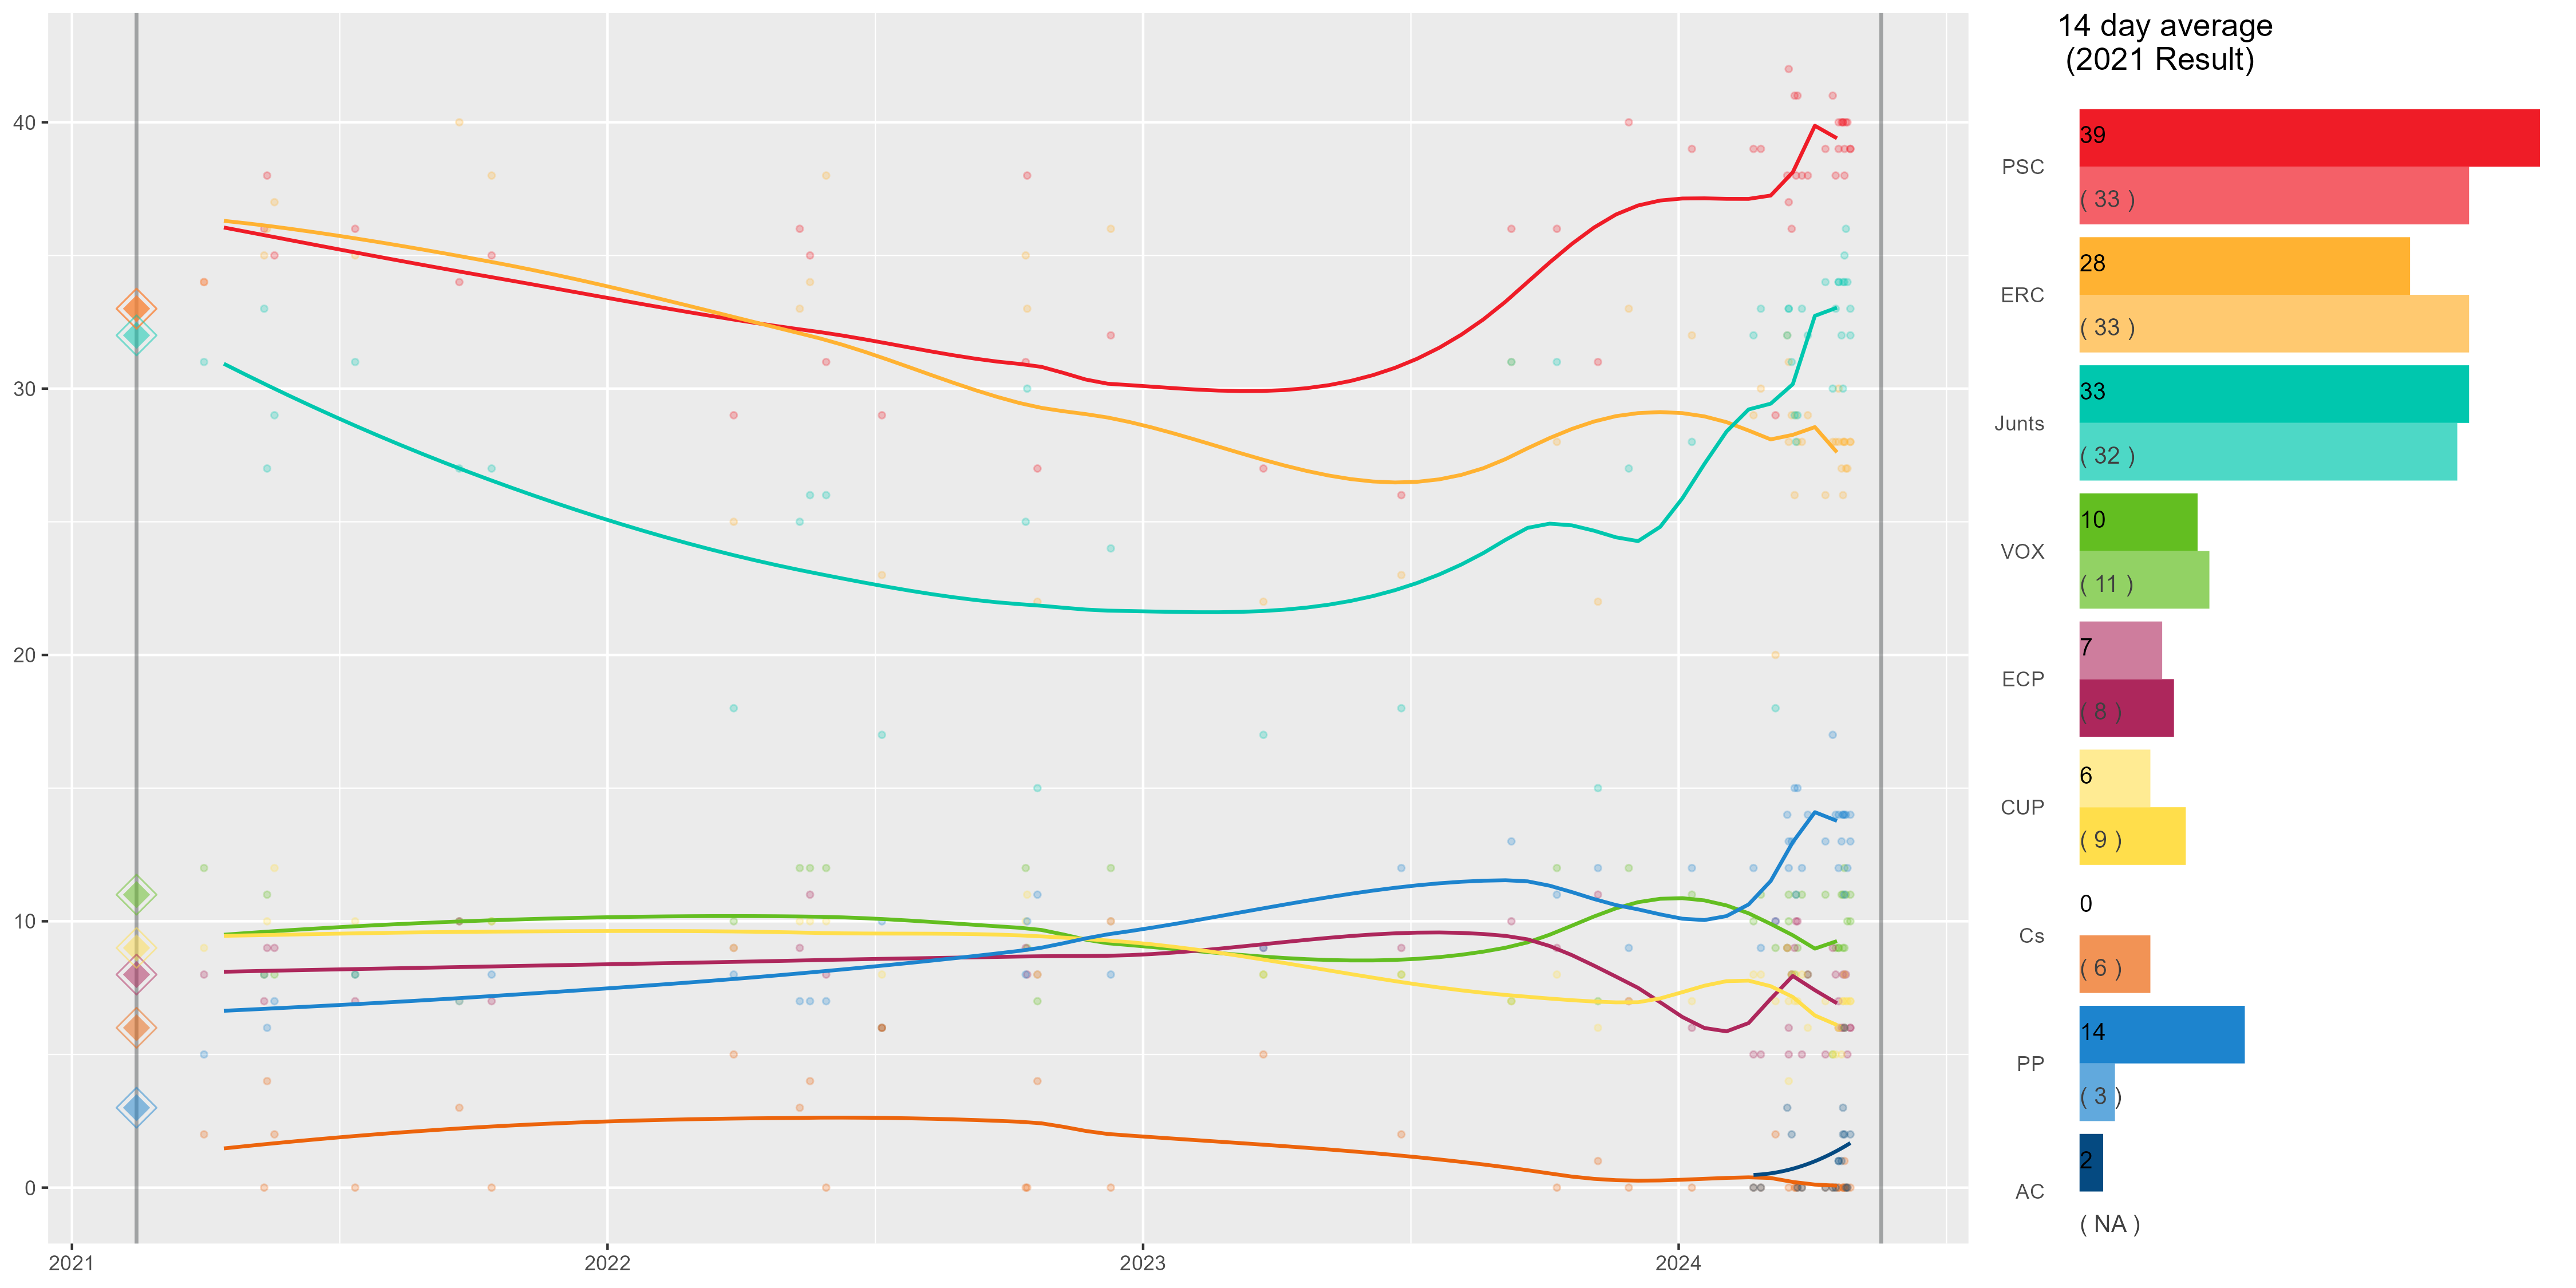 14 day average
(2021 Result)
40
30
20
10
0
2021
2022
2023
2024
PSC
39
( 33 )
ERC
28
( 33 )
Junts
33
( 32 )
VOX
10
( 11 )
ECP
7
( 8 )
CUP
6
( 9 )
Cs
0
( 6 )
PP
14
( 3 )
AC
2
( NA )